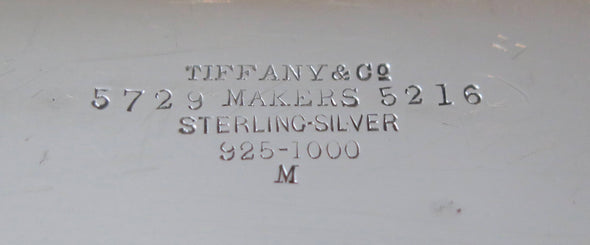 TIFFANY & Co
5729 MAKERS 5216
STERLING-SILVER
925-1000
M